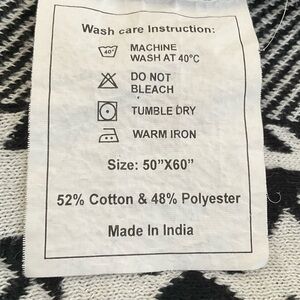 Wash care Instruction:
40°
MACHINE
WASH AT 40°C
DO NOT
BLEACH
TUMBLE DRY
WARM IRON
Size: 50”X60”
52% Cotton & 48% Polyester
Made In India